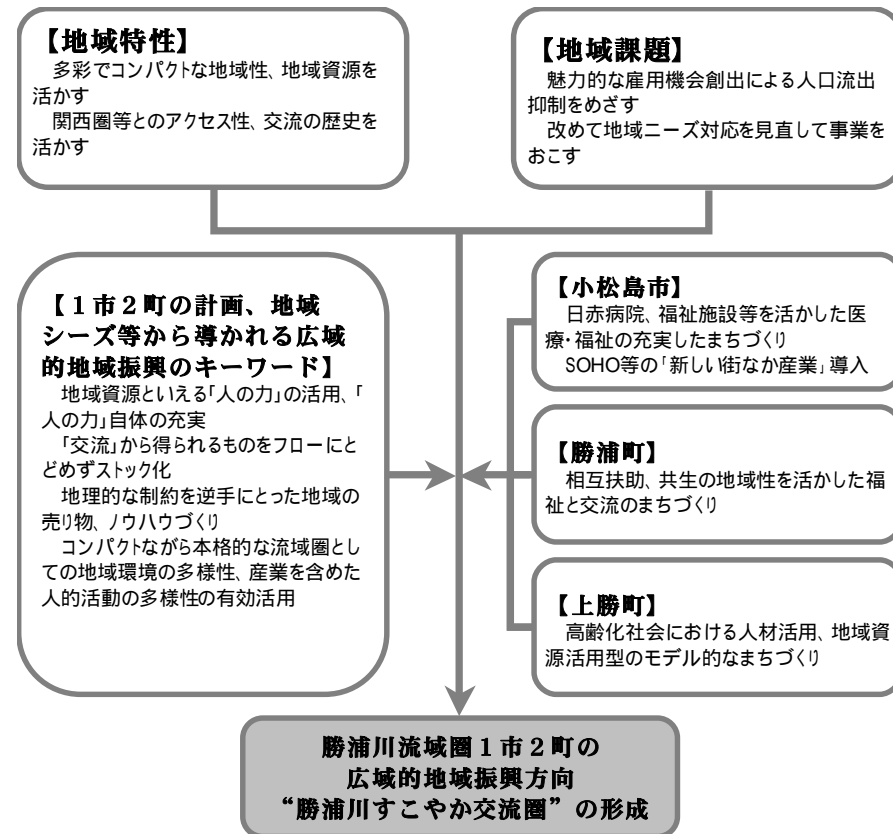 【地域特性】
多彩でコンパクトな地域性、地域資源を
活かす
関西圏等とのアクセス性、交流の歴史を
活かす
【地域課題】
魅力的な雇用機会創出による人口流出
抑制をめざす
改めて地域ニーズ対応を見直して事業を
おこす
【１市２町の計画、地域
シーズ等から導かれる広域
的地域振興のキーワード】
地域資源といえる「人の力」の活用、「
人の力」自体の充実
「交流」から得られるものをフローにと
どめずストック化
地理的な制約を逆手にとった地域の
売り物、ノウハウづくり
コンパクトながら本格的な流域圏とし
ての地域環境の多様性、産業を含めた
人的活動の多様性の有効活用
【小松島市】
日赤病院、福祉施設等を活かした医
療・福祉の充実したまちづくり
SOHO等の「新しい街なか産業」導入
【勝浦町】
相互扶助、共生の地域性を活かした福
祉と交流のまちづくり
【上勝町】
高齢化社会における人材活用、地域資
源活用型のモデル的なまちづくり
勝浦川流域圏１市２町の
広域的地域振興方向
“勝浦川すこやか交流圏”の形成